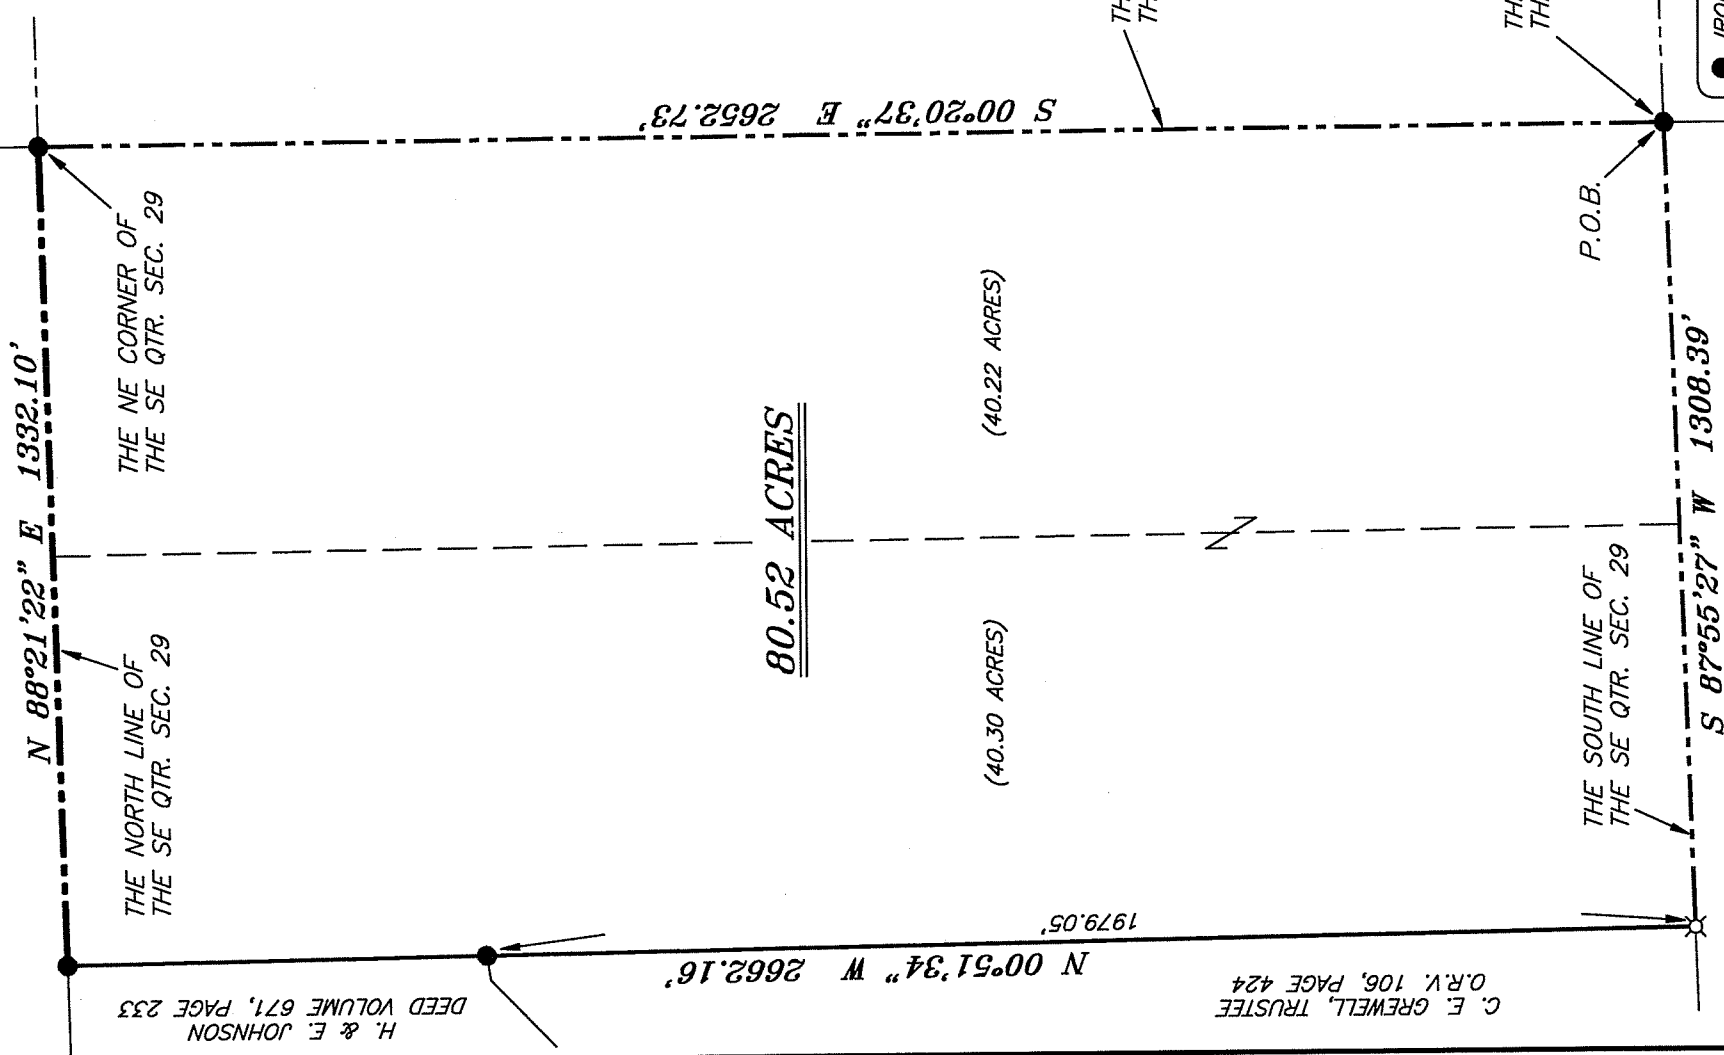 N 88°21'22" E 1332.10'
THE NE CORNER OF
THE SE QTR. SEC. 29
THE NORTH LINE OF
THE SE QTR. SEC. 29
S 00°20'37" E 2652.73'
P.O.B.
80.52 ACRES
(40.22 ACRES)
(40.30 ACRES)
THE SOUTH LINE OF
THE SE QTR. SEC. 29
S 87°55'27" W 1308.39'
1979.05'
N 00°51'34" W 2662.16'
H. & E. JOHNSON
DEED VOLUME 671, PAGE 233
C. E. GREWELL, TRUSTEE
O.R.V. 106, PAGE 424